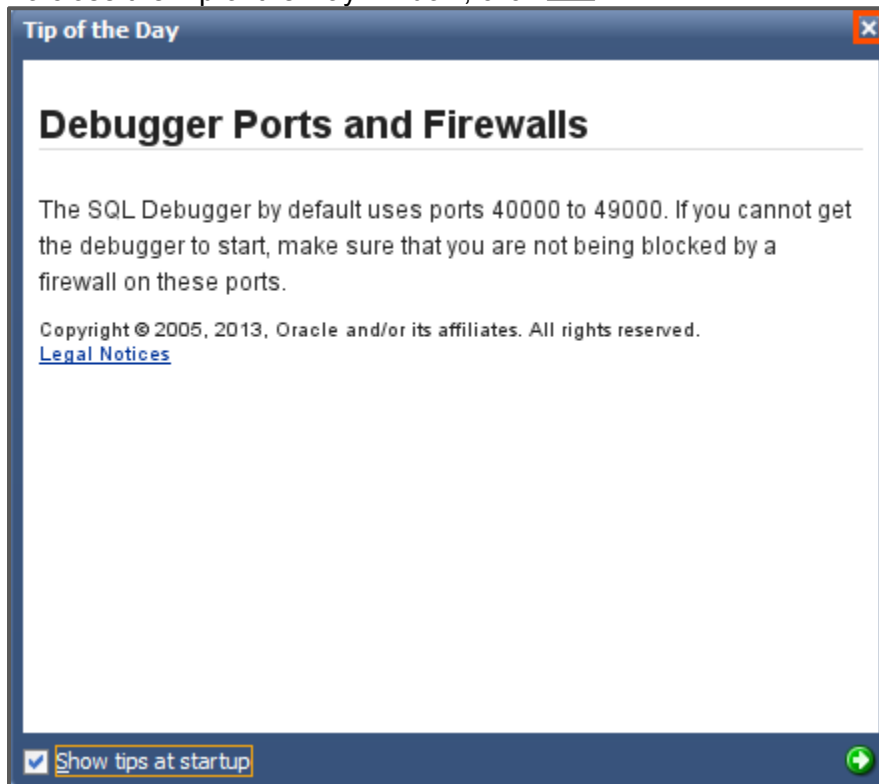 Tip of the Day
Debugger Ports and Firewalls
The SQL Debugger by default uses ports 40000 to 49000. If you cannot get
the debugger to start, make sure that you are not being blocked by a
firewall on these ports.
Copyright © 2005, 2013, Oracle and/or its affiliates. All rights reserved.
Legal Notices
Show tips at startup